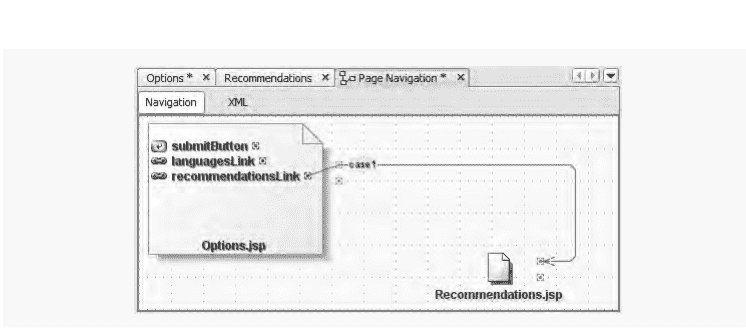 Options * Recommendations Page Navigation *
Navigation XML
submitButton
languagesLink
recommendationsLink
case1
Options.jsp
Recommendations.jsp